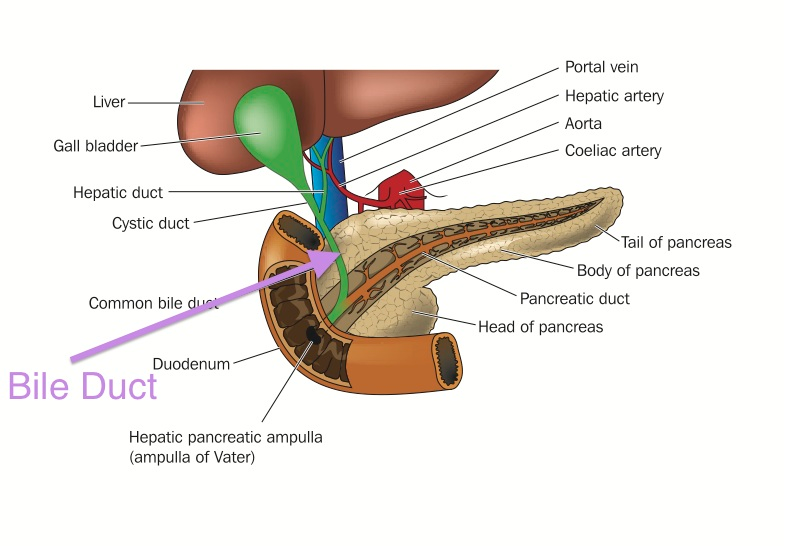 Portal vein
Liver
Hepatic artery
Aorta
Gall bladder
Coeliac artery
Hepatic duct
Cystic duct
Tail of pancreas
Body of pancreas
Common bile duct
Pancreatic duct
Head of pancreas
Duodenum
Bile Duct
Hepatic pancreatic ampulla
(ampulla of Vater)